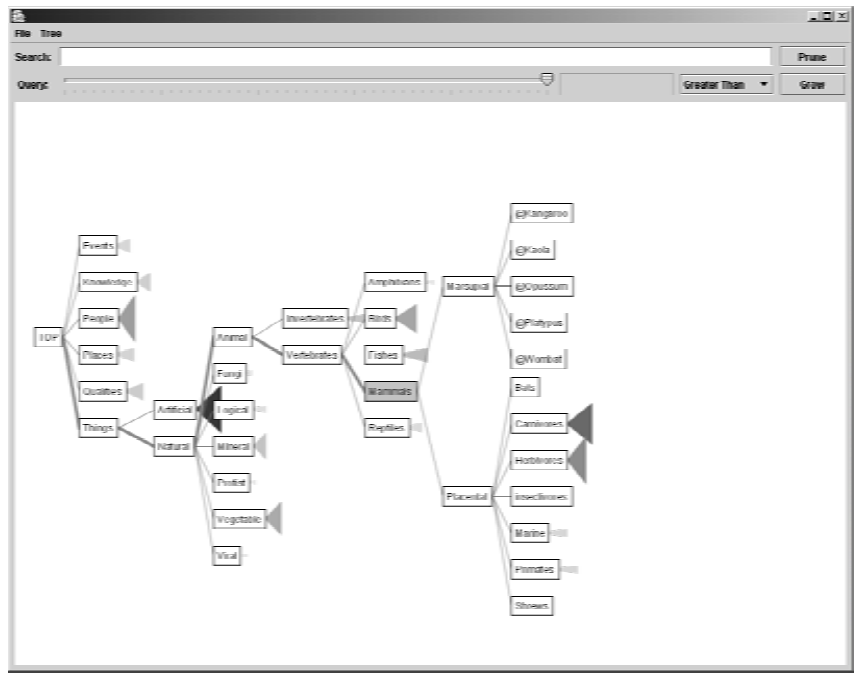 File Tree
Search: Prune
Query: Greater Than Grow
TOP
Events
Knowledge
People
Places
Qualities
Things
Artificial
Natural
Animal
Fungi
Logical
Mineral
Protist
Vegetable
Viral
Invertebrates
Vertebrates
Amphibians
Birds
Fishes
Mammals
Reptiles
Marsupial
Placental
@Kangaroo
@Kaola
@Opussum
@Platypus
@Wombat
Bats
Carnivores
Herbivores
insectivores
Marine
Primates
Shrews